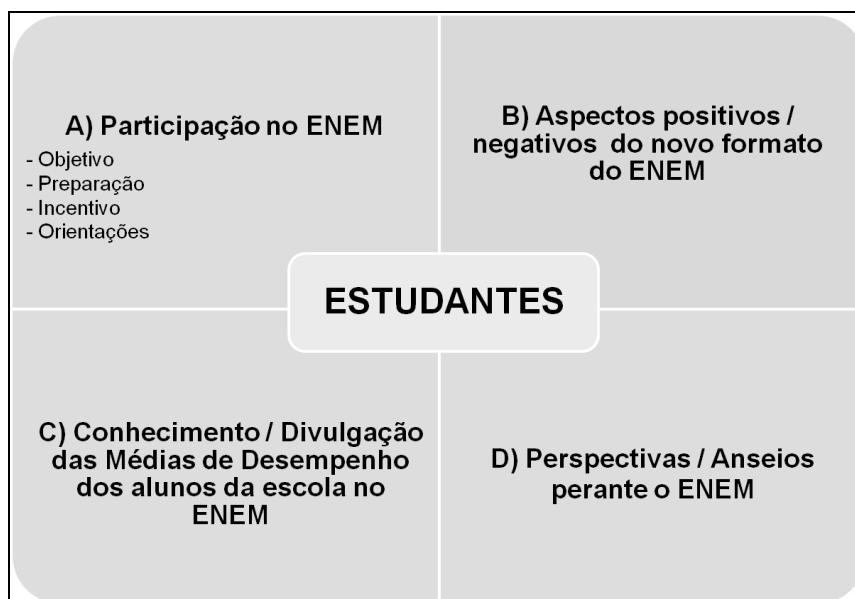 A) Participação no ENEM
- Objetivo
- Preparação
- Incentivo
- Orientações
B) Aspectos positivos /
negativos do novo formato
do ENEM
ESTUDANTES
C) Conhecimento / Divulgação
das Médias de Desempenho
dos alunos da escola no
ENEM
D) Perspectivas / Anseios
perante o ENEM